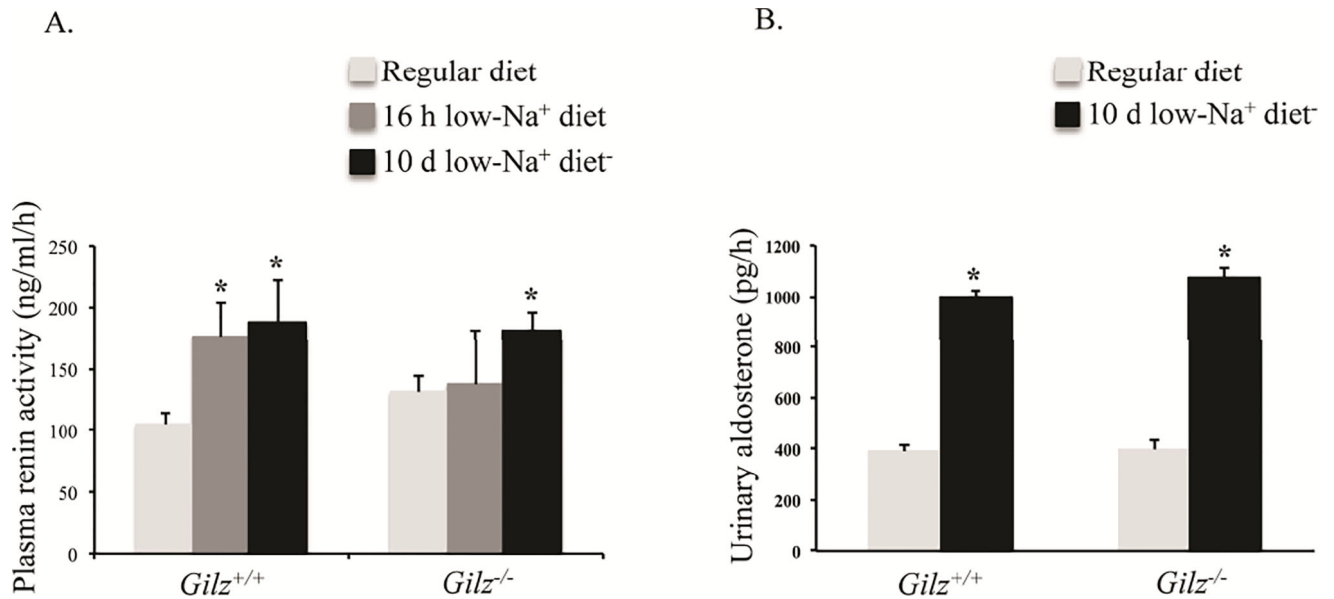 A.
Regular diet
16 h low-Na⁺ diet
10 d low-Na⁺ diet⁻
Plasma renin activity (ng/ml/h)
250
200
150
100
50
0
*
*
*
Gilz⁺/⁺
Gilz⁻/⁻
B.
Regular diet
10 d low-Na⁺ diet⁻
Urinary aldosterone (pg/h)
1200
1000
800
600
400
200
0
*
*
Gilz⁺/⁺
Gilz⁻/⁻